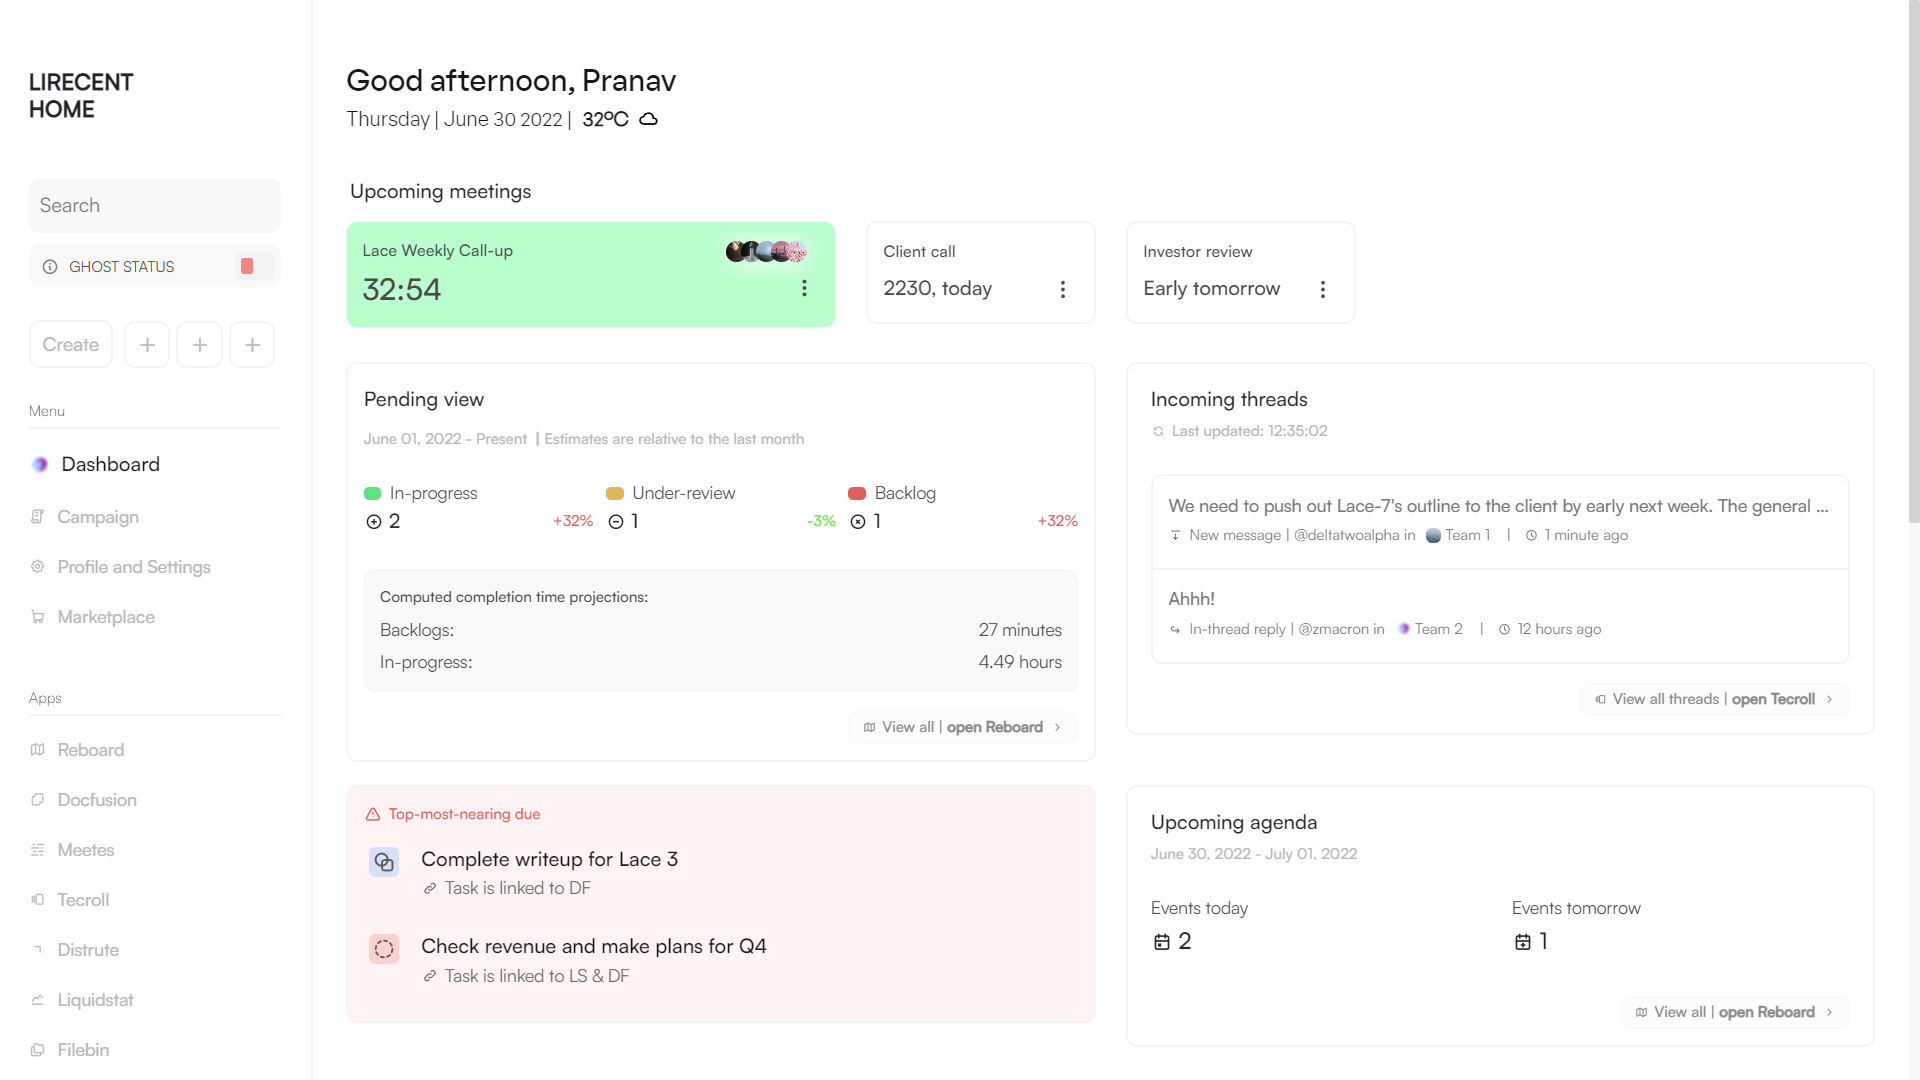 LIRECENT
HOME
Search
GHOST STATUS
Create
Menu
Dashboard
Campaign
Profile and Settings
Marketplace
Apps
Reboard
Docfusion
Meetes
Tecroll
Distrute
Liquidstat
Filebin
Good afternoon, Pranav
Thursday | June 30 2022 | 32ºC
Upcoming meetings
Lace Weekly Call-up
32:54
Client call
2230, today
Investor review
Early tomorrow
Pending view
June 01, 2022 - Present | Estimates are relative to the last month
In-progress
2 +32%
Under-review
1 -3%
Backlog
1 +32%
Computed completion time projections:
Backlogs: 27 minutes
In-progress: 4.49 hours
View all | open Reboard
Incoming threads
Last updated: 12:35:02
We need to push out Lace-7's outline to the client by early next week. The general ...
New message | @deltatwoalpha in Team 1 | 1 minute ago
Ahhh!
In-thread reply | @zmacron in Team 2 | 12 hours ago
View all threads | open Tecroll
Top-most-nearing due
Complete writeup for Lace 3
Task is linked to DF
Check revenue and make plans for Q4
Task is linked to LS & DF
Upcoming agenda
June 30, 2022 - July 01, 2022
Events today
2
Events tomorrow
1
View all | open Reboard